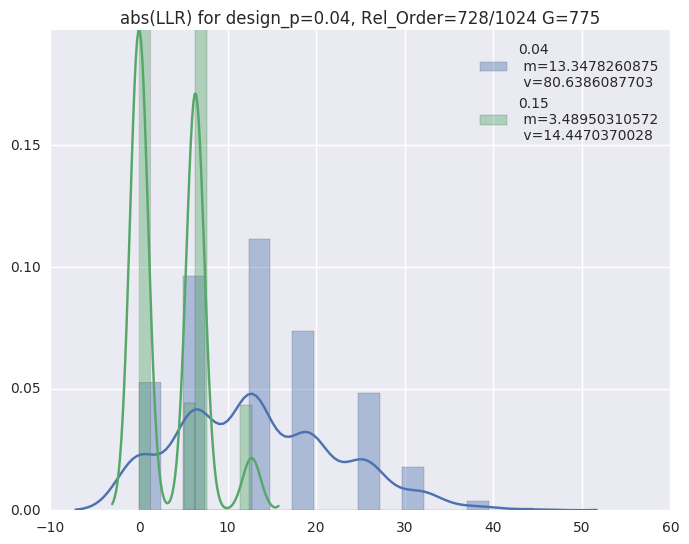 abs(LLR) for design_p=0.04, Rel_Order=728/1024 G=775
0.04
m=13.3478260875
v=80.6386087703
0.15
m=3.48950310572
v=14.4470370028
0.15
0.10
0.05
0.00
−10 0 10 20 30 40 50 60